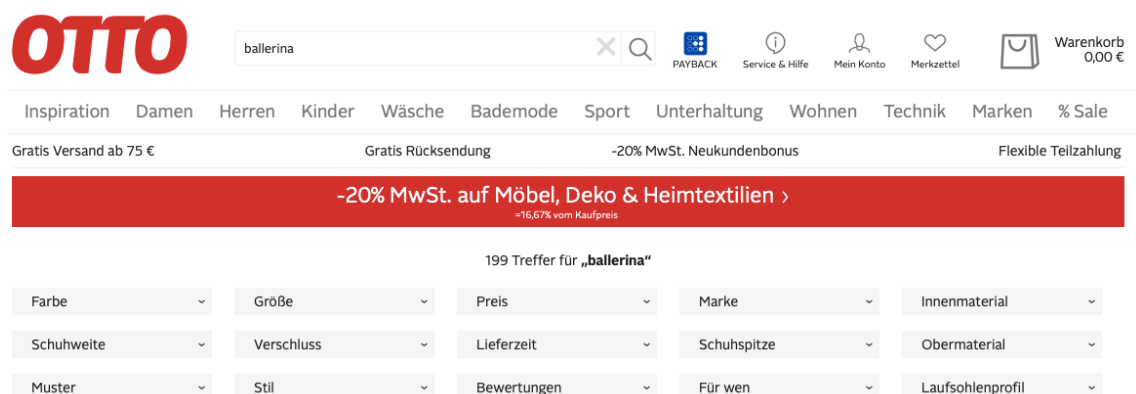 OTTO
ballerina
PAYBACK
Service & Hilfe
Mein Konto
Merkzettel
Warenkorb
0,00 €
Inspiration Damen Herren Kinder Wäsche Bademode Sport Unterhaltung Wohnen Technik Marken % Sale
Gratis Versand ab 75 € Gratis Rücksendung -20% MwSt. Neukundenbonus Flexible Teilzahlung
-20% MwSt. auf Möbel, Deko & Heimtextilien ›
=16,67% vom Kaufpreis
199 Treffer für „ballerina“
Farbe Größe Preis Marke Innenmaterial
Schuhweite Verschluss Lieferzeit Schuhspitze Obermaterial
Muster Stil Bewertungen Für wen Laufsohlenprofil